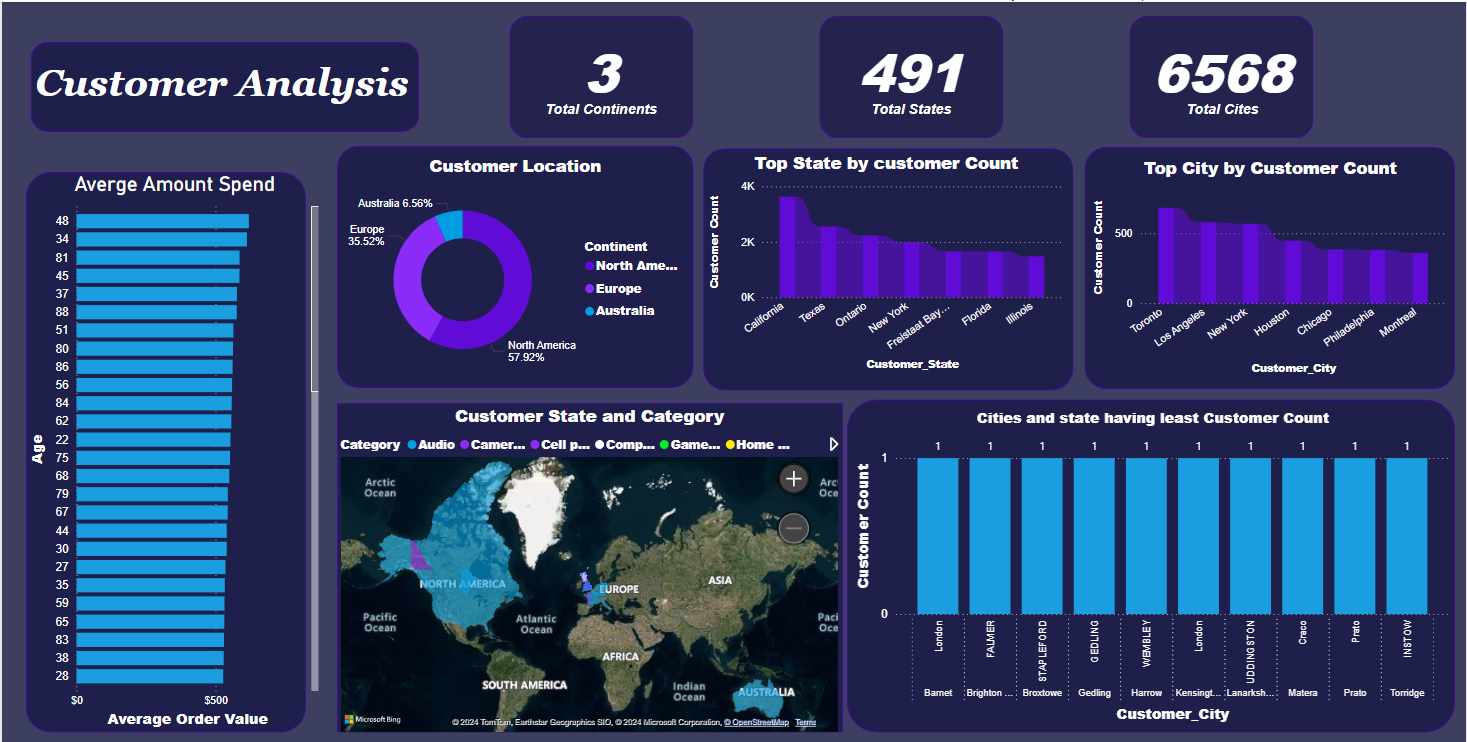 Customer Analysis
3
Total Continents
491
Total States
6568
Total Cites
Averge Amount Spend
Age
48
34
81
45
37
88
51
80
86
56
84
62
22
75
68
79
67
44
30
27
35
59
65
83
38
28
$0
$500
Average Order Value
Customer Location
Australia 6.56%
Europe
35.52%
North America
57.92%
Continent
North Ame...
Europe
Australia
Top State by customer Count
Customer Count
4K
2K
0K
California
Texas
Ontario
New York
Freistaat Bay...
Florida
Illinois
Customer_State
Top City by Customer Count
Customer Count
500
0
Toronto
Los Angeles
New York
Houston
Chicago
Philadelphia
Montreal
Customer_City
Customer State and Category
Category Audio Camer... Cell p... Comp... Game... Home ...
Arctic
Ocean
Arc
Oce
NORTH AMERICA
EUROPE
ASIA
Pacific
Ocean
Atlantic
Ocean
Paci
Oce
AFRICA
SOUTH AMERICA
Indian
Ocean
AUSTRALIA
Microsoft Bing
© 2024 TomTom, Earthstar Geographics SIO, © 2024 Microsoft Corporation, © OpenStreetMap Terms
Cities and state having least Customer Count
Customer Count
1 1 1 1 1 1 1 1 1 1
1
0
London
FALMER
STAPLEFORD
GEDLING
WEMBLEY
London
UDDINGSTON
Craco
Prato
INSTOW
Barnet
Brighton ...
Broxtowe
Gedling
Harrow
Kensingt...
Lanarksh...
Matera
Prato
Torridge
Customer_City